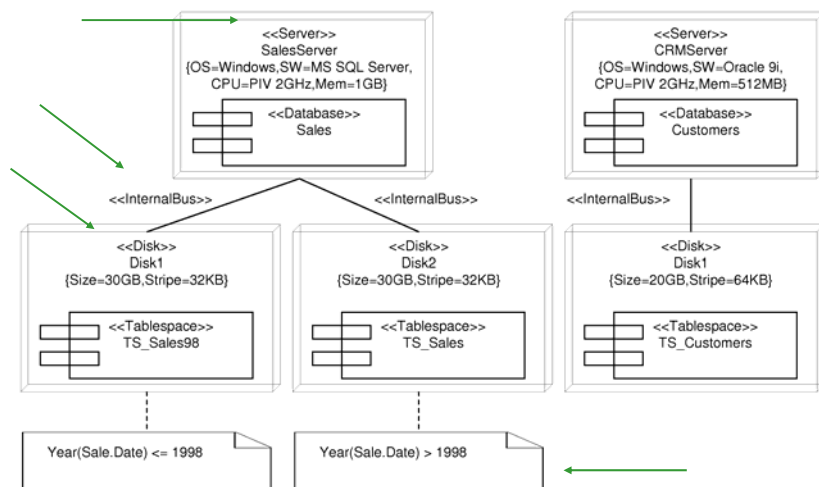 <<Server>>
SalesServer
{OS=Windows,SW=MS SQL Server,
CPU=PIV 2GHz,Mem=1GB}
<<Database>>
Sales
<<Server>>
CRMServer
{OS=Windows,SW=Oracle 9i,
CPU=PIV 2GHz,Mem=512MB}
<<Database>>
Customers
<<InternalBus>>
<<InternalBus>>
<<InternalBus>>
<<Disk>>
Disk1
{Size=30GB,Stripe=32KB}
<<Tablespace>>
TS_Sales98
<<Disk>>
Disk2
{Size=30GB,Stripe=32KB}
<<Tablespace>>
TS_Sales
<<Disk>>
Disk1
{Size=20GB,Stripe=64KB}
<<Tablespace>>
TS_Customers
Year(Sale.Date) <= 1998
Year(Sale.Date) > 1998